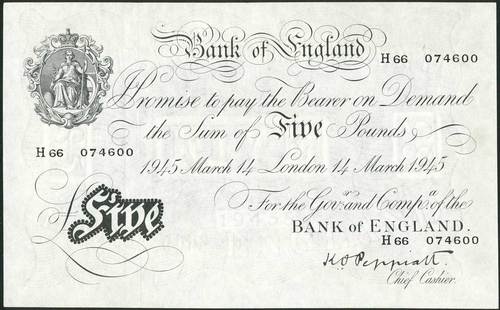 Bank of England
H66 074600
I Promise to pay the Bearer on Demand
the Sum of Five Pounds
H66 074600
1945 March 14 London 14 March 1945
For the Govr. and Compa. of the
BANK of ENGLAND.
H66 074600
£ Five
K O Peppiatt.
Chief Cashier.